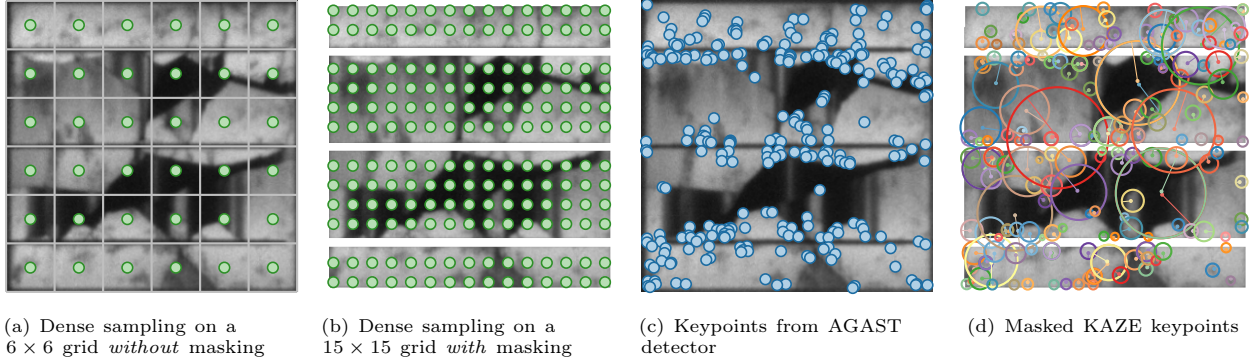 (a) Dense sampling on a
6 × 6 grid without masking
(b) Dense sampling on a
15 × 15 grid with masking
(c) Keypoints from AGAST
detector
(d) Masked KAZE keypoints